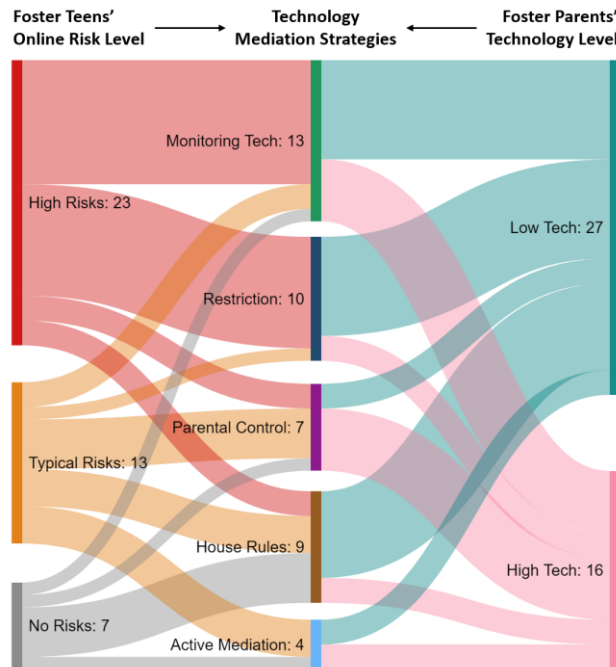 Foster Teens' Technology Foster Parents'
Online Risk Level Mediation Strategies Technology Level
Monitoring Tech: 13
High Risks: 23
Low Tech: 27
Restriction: 10
Parental Control: 7
Typical Risks: 13
House Rules: 9
High Tech: 16
No Risks: 7
Active Mediation: 4